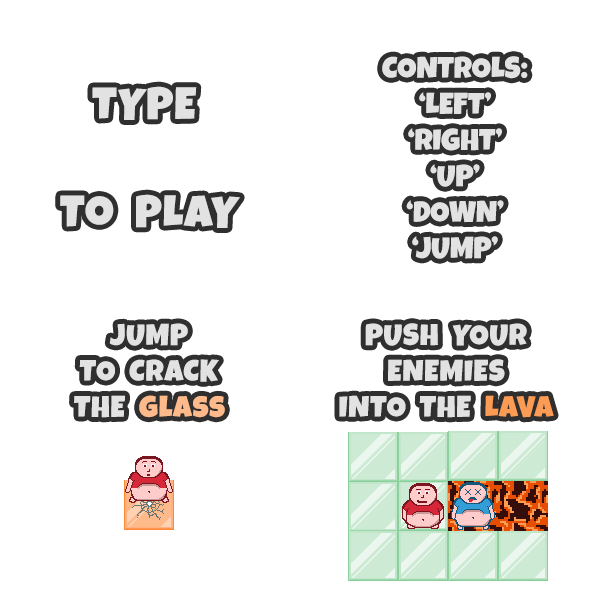 TYPE
TO PLAY
CONTROLS:
‘LEFT’
‘RIGHT’
‘UP’
‘DOWN’
‘JUMP’
JUMP
TO CRACK
THE GLASS
PUSH YOUR
ENEMIES
INTO THE LAVA